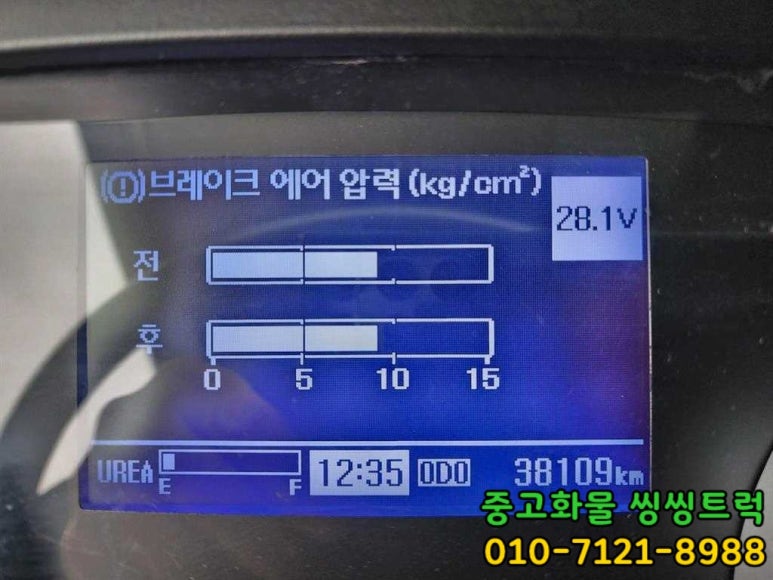 (!)브레이크 에어 압력(kg/cm²)
28.1V
전
후
0 5 10 15
UREA E F 12:35 ODO 38109km
중고화물 씽씽트럭
010-7121-8988